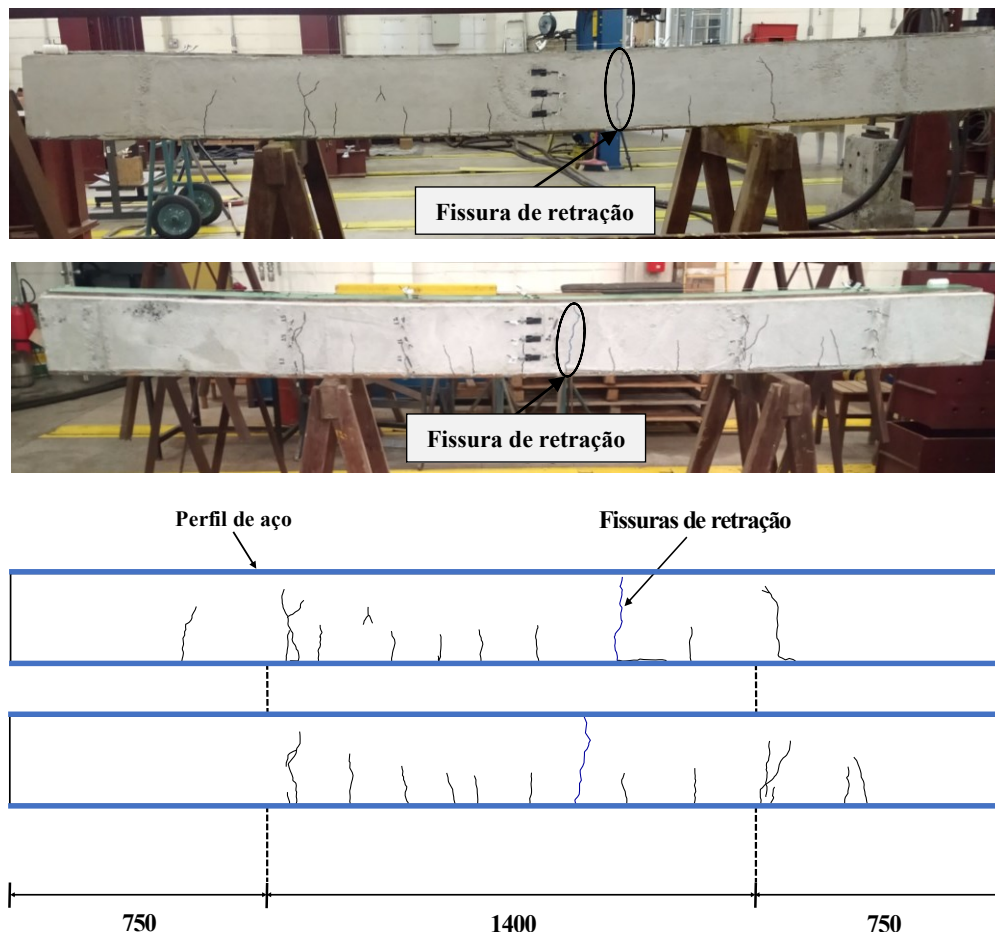 Fissura de retração
Fissura de retração
Perfil de aço
Fissuras de retração
750
1400
750